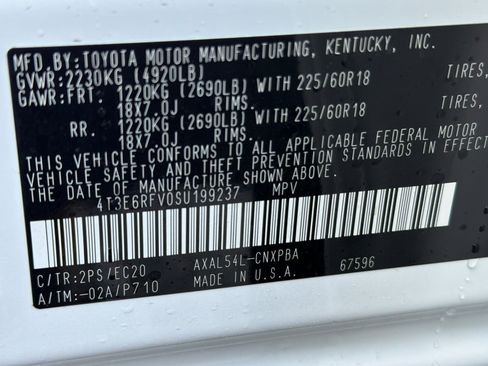 MFD.BY:TOYOTA MOTOR MANUFACTURING, KENTUCKY, INC.
GVWR:2230KG (4920LB)
GAWR:FRT. 1220KG (2690LB) WITH 225/60R18 TIRES,
18X7.0J RIMS.
RR. 1220KG (2690LB) WITH 225/60R18 TIRES,
18X7.0J RIMS.
THIS VEHICLE CONFORMS TO ALL APPLICABLE FEDERAL MOTOR
VEHICLE SAFETY AND THEFT PREVENTION STANDARDS IN EFFECT
ON THE DATE OF MANUFACTURE SHOWN ABOVE.
4T3E6RFV0SU199237 MPV
C/TR:2PS/EC20 AXAL54L-CNXPBA
A/TM:-02A/P710 MADE IN U.S.A. 67596